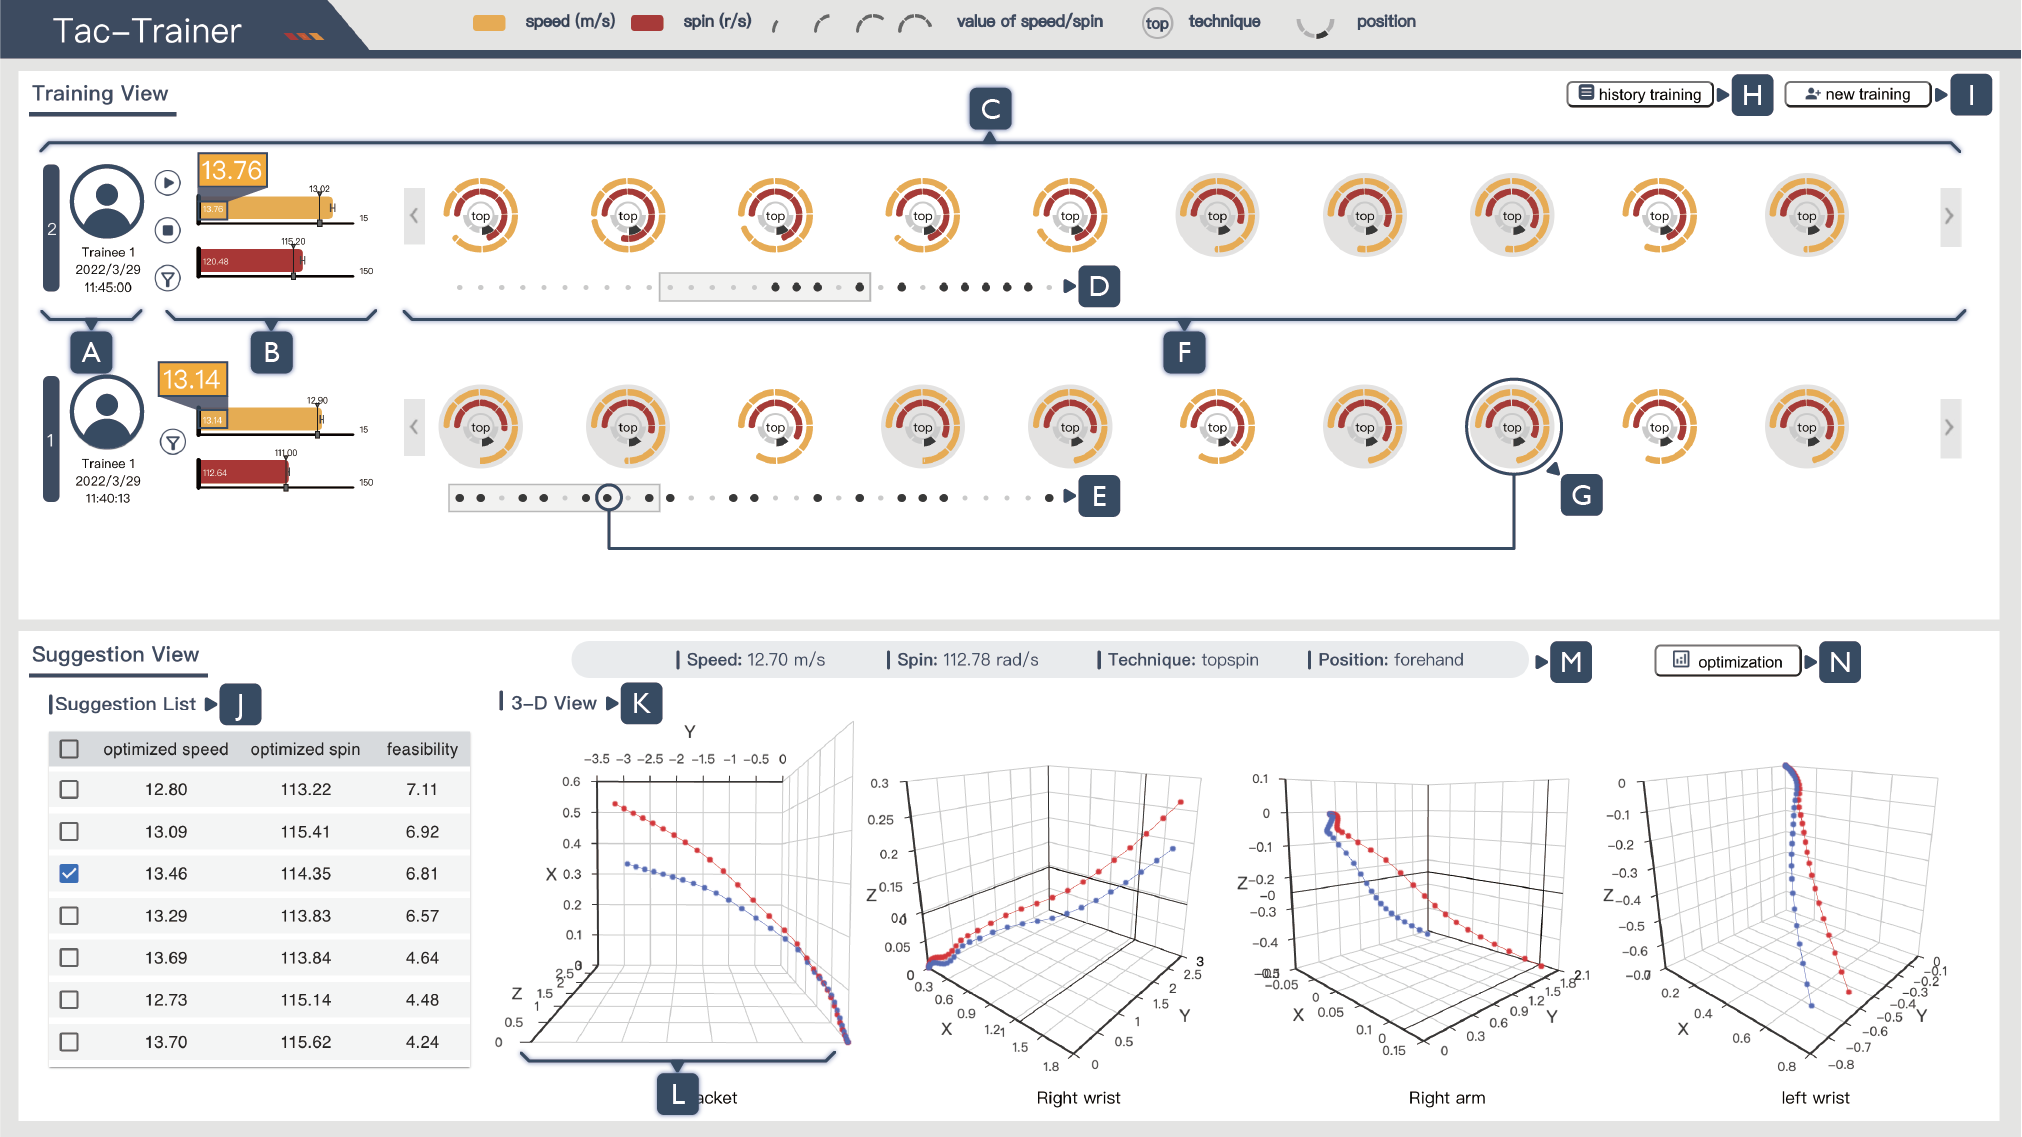 Tac-Trainer
speed (m/s) spin (r/s) value of speed/spin top technique position
Training View
history training H new training I
C
2
Trainee 1
2022/3/29
11:45:00
13.76
13.02
13.76
15
115.20
120.48
150
top top top top top top top top top top
D
A B F
1
Trainee 1
2022/3/29
11:40:13
13.14
12.90
13.14
15
111.00
112.64
150
top top top top top top top top top top
E
G
Suggestion View
Speed: 12.70 m/s Spin: 112.78 rad/s Technique: topspin Position: forehand M
optimization N
Suggestion List J
optimized speed optimized spin feasibility
12.80 113.22 7.11
13.09 115.41 6.92
13.46 114.35 6.81
13.29 113.83 6.57
13.69 113.84 4.64
12.73 115.14 4.48
13.70 115.62 4.24
3-D View K
Y
-3.5 -3 -2.5 -2 -1.5 -1 -0.5 0
0.6
0.5
0.4
X 0.3
0.2
0.1
2.5
2
Z 1.5
1
0.5
0
L acket
0.3
0.25
0.2
Z 0.15
0.05
0
0.3
0.6
X 0.9
1.2
1.5
1.8
3
2.5
2
1.5
Y
1
0.5
0
Right wrist
0.1
0
-0.1
Z -0.2
-0
-0.3
-0.4
-0.05
0
X 0.05
0.1
0
0.15
2.1
1.8
1.5
1.2
Y
0.9
0.6
0.3
0
Right arm
0
-0.1
-0.2
-0.3
Z -0.4
-0.5
-0.6
0.2
0.4
X
0.6
0.8
0
-0.1
-0.2
-0.3
-0.4
-0.5 Y
-0.6
-0.7
-0.8
left wrist